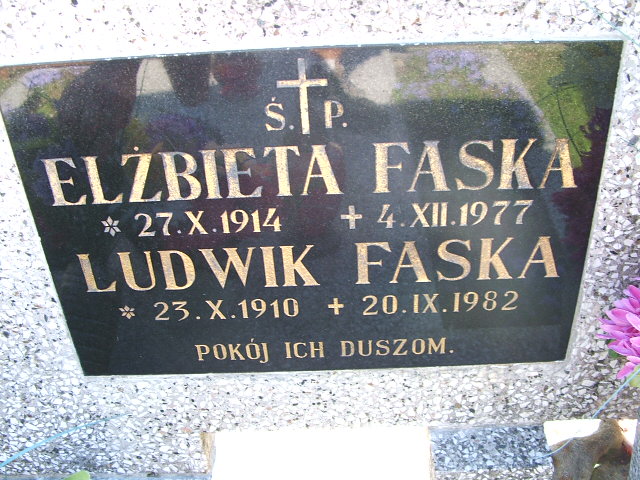 Ś. P.
ELŻBIETA FASKA
* 27.X.1914 + 4.XII.1977
LUDWIK FASKA
* 23.X.1910 + 20.IX.1982
POKÓJ ICH DUSZOM.